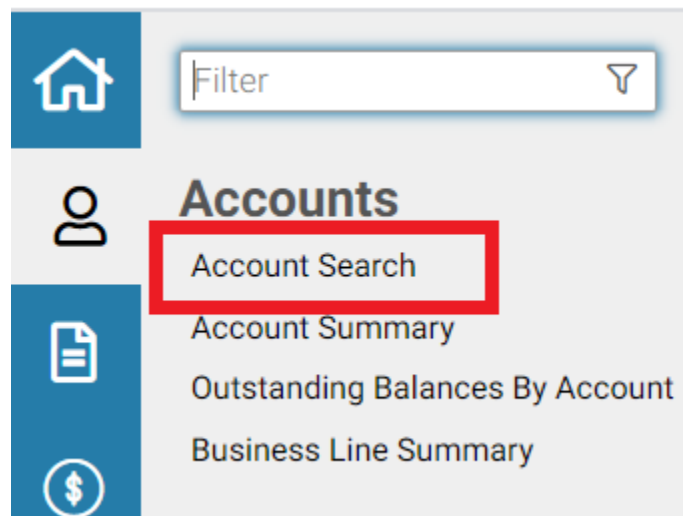 Filter
Accounts
Account Search
Account Summary
Outstanding Balances By Account
Business Line Summary
$